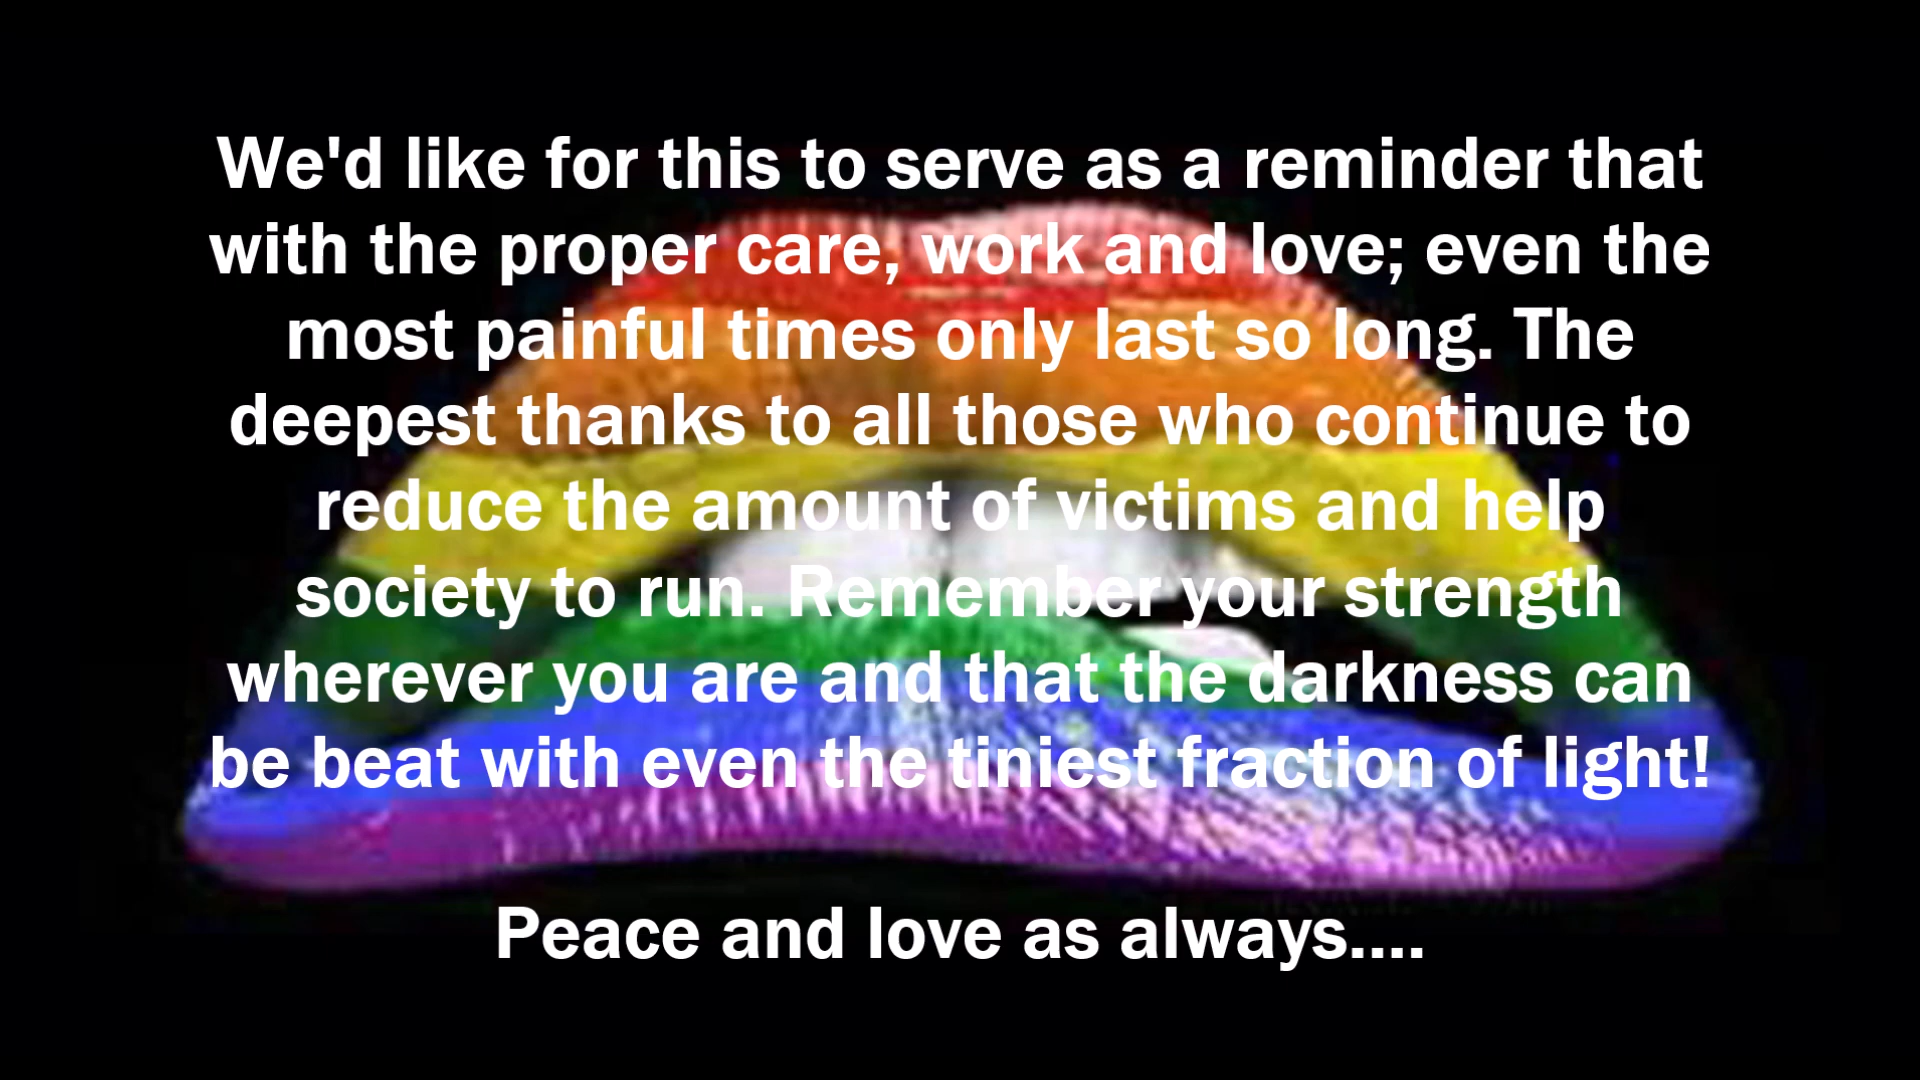 We'd like for this to serve as a reminder that
with the proper care, work and love; even the
most painful times only last so long. The
deepest thanks to all those who continue to
reduce the amount of victims and help
society to run. Remember your strength
wherever you are and that the darkness can
be beat with even the tiniest fraction of light!
Peace and love as always....